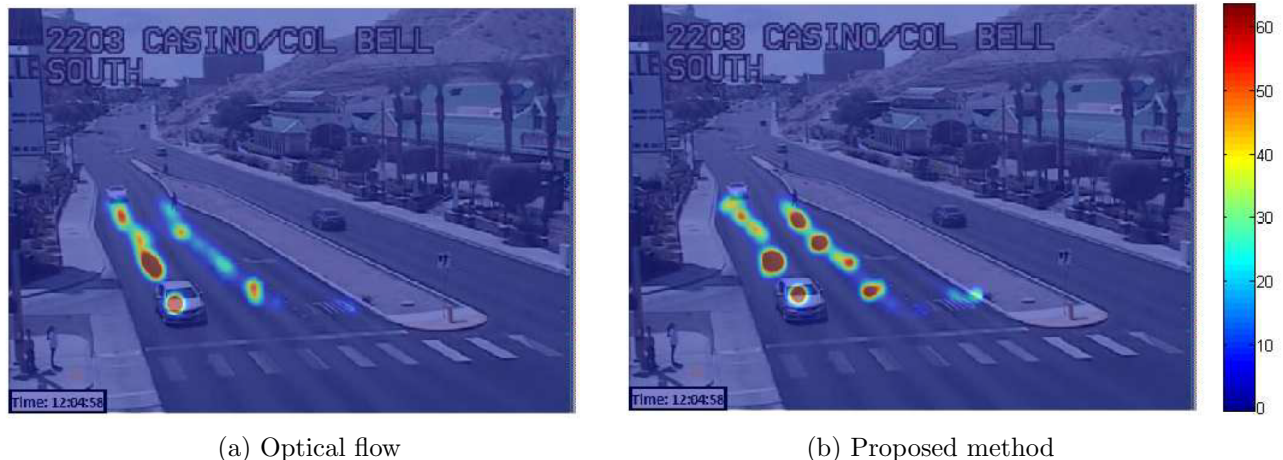 2203 CASINO/COL BELL
SOUTH
Time: 12:04:58
(a) Optical flow
2203 CASINO/COL BELL
SOUTH
Time: 12:04:58
(b) Proposed method
60
50
40
30
20
10
0